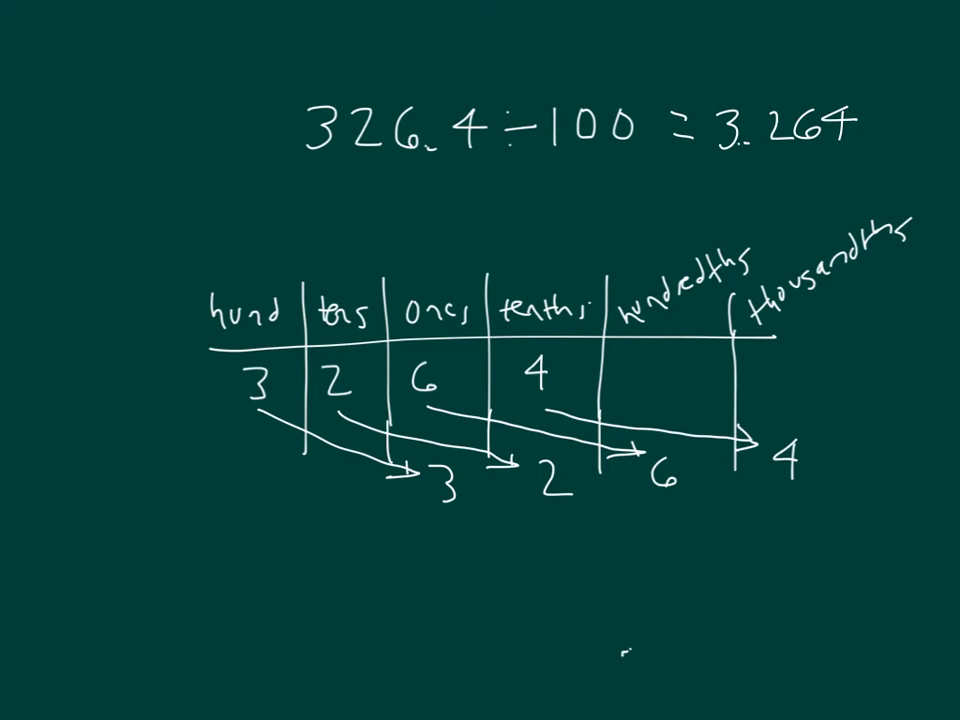 326.4 ÷ 100 = 3.264
hund tens ones tenths hundredths thousandths
3 2 6 4
3 2 6 4